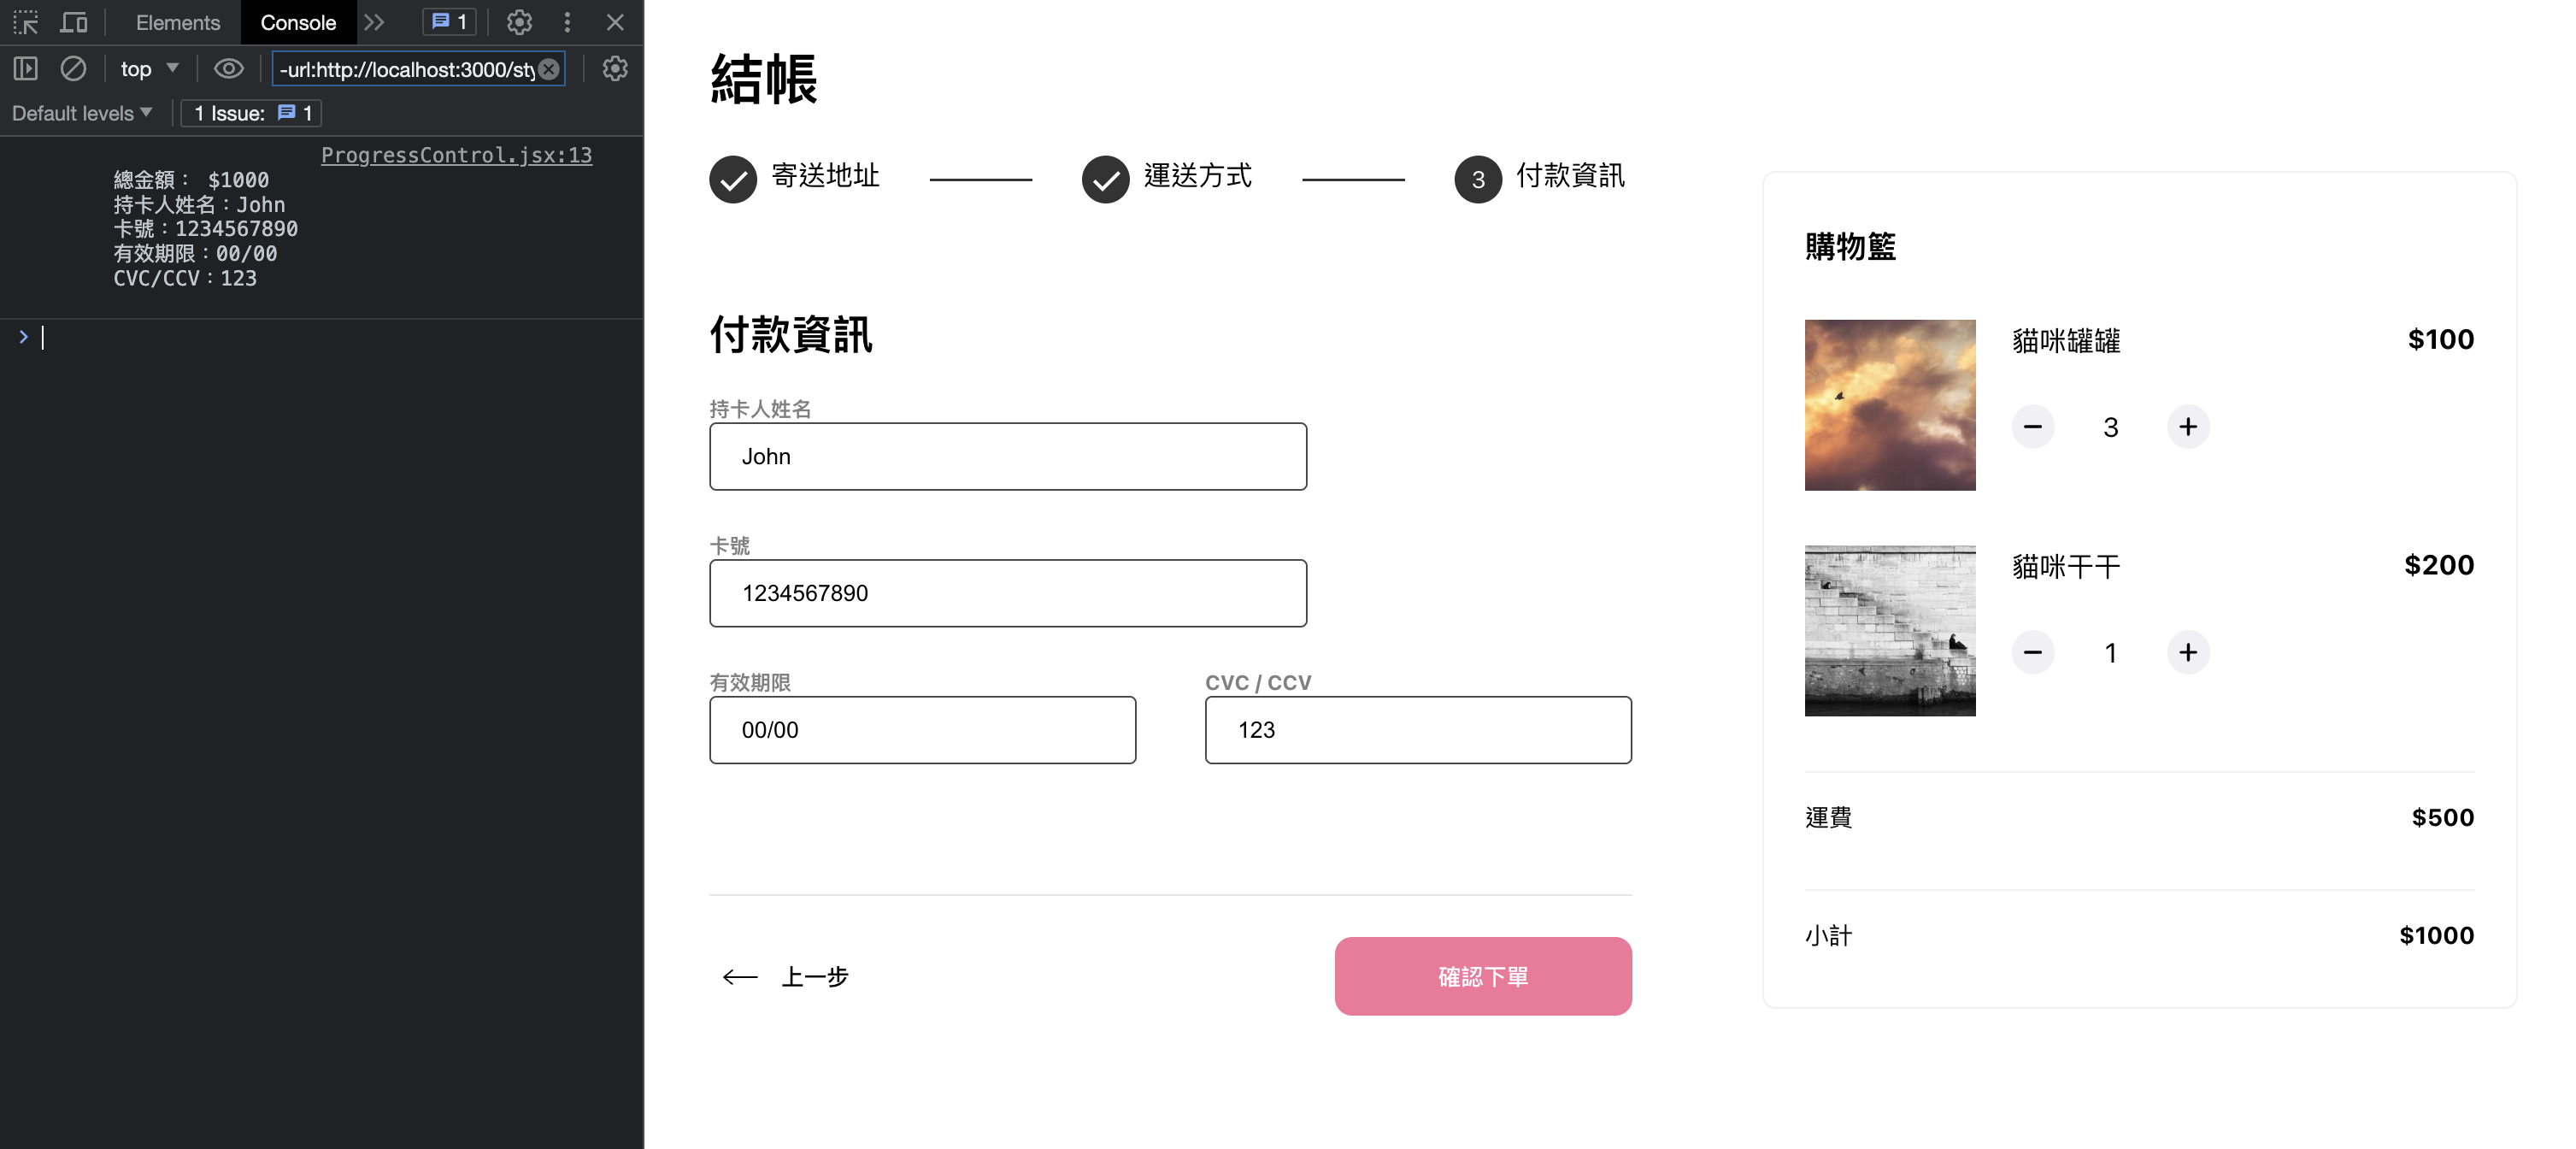 Elements
Console
1
top
-url:http://localhost:3000/sty
Default levels
1 Issue:
1
ProgressControl.jsx:13
總金額： $1000
持卡人姓名：John
卡號：1234567890
有效期限：00/00
CVC/CCV：123
結帳
寄送地址
運送方式
3
付款資訊
付款資訊
持卡人姓名
John
卡號
1234567890
有效期限
00/00
CVC / CCV
123
上一步
確認下單
購物籃
貓咪罐罐
$100
3
貓咪干干
$200
1
運費
$500
小計
$1000